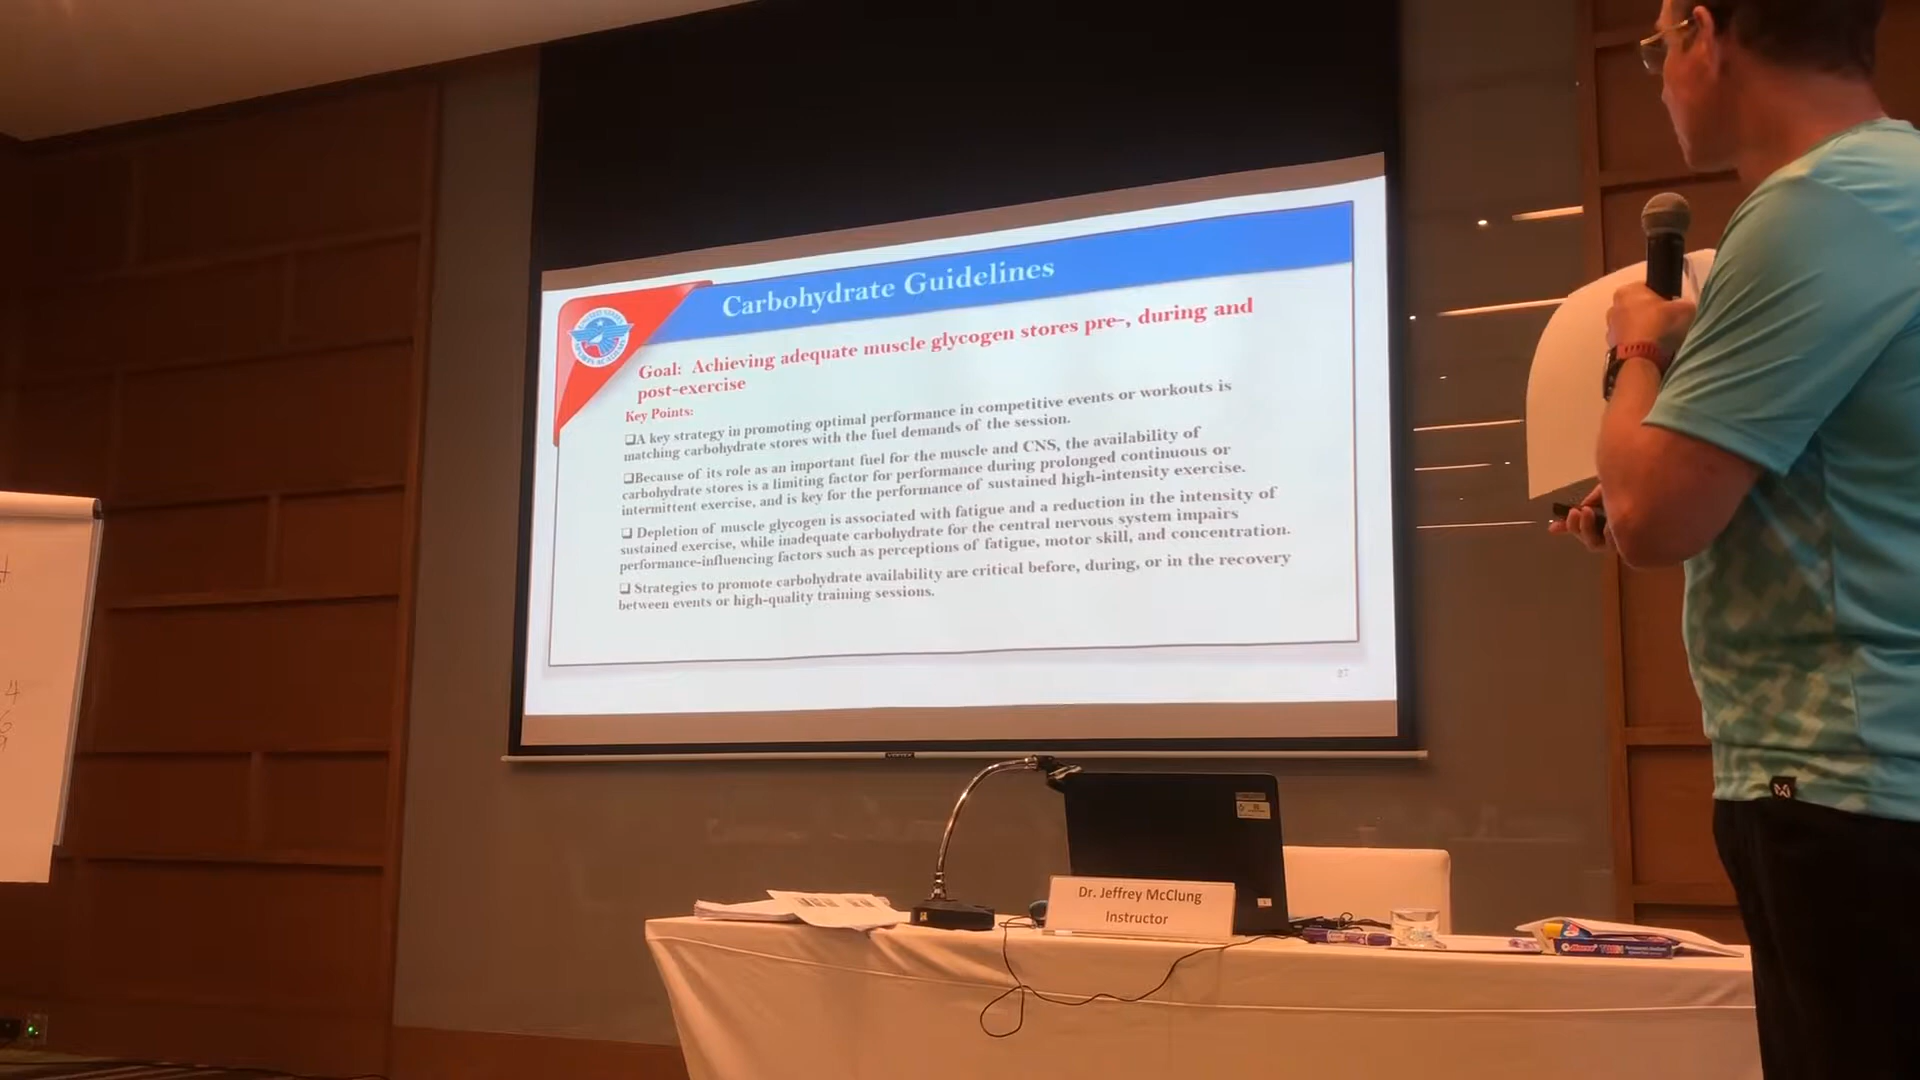 Carbohydrate Guidelines
UNITED STATES
SPORTS ACADEMY
Goal: Achieving adequate muscle glycogen stores pre-, during and
post-exercise
Key Points:
❑A key strategy in promoting optimal performance in competitive events or workouts is
matching carbohydrate stores with the fuel demands of the session.
❑Because of its role as an important fuel for the muscle and CNS, the availability of
carbohydrate stores is a limiting factor for performance during prolonged continuous or
intermittent exercise, and is key for the performance of sustained high-intensity exercise.
❑ Depletion of muscle glycogen is associated with fatigue and a reduction in the intensity of
sustained exercise, while inadequate carbohydrate for the central nervous system impairs
performance-influencing factors such as perceptions of fatigue, motor skill, and concentration.
❑ Strategies to promote carbohydrate availability are critical before, during, or in the recovery
between events or high-quality training sessions.
27
4
Dr. Jeffrey McClung
Instructor